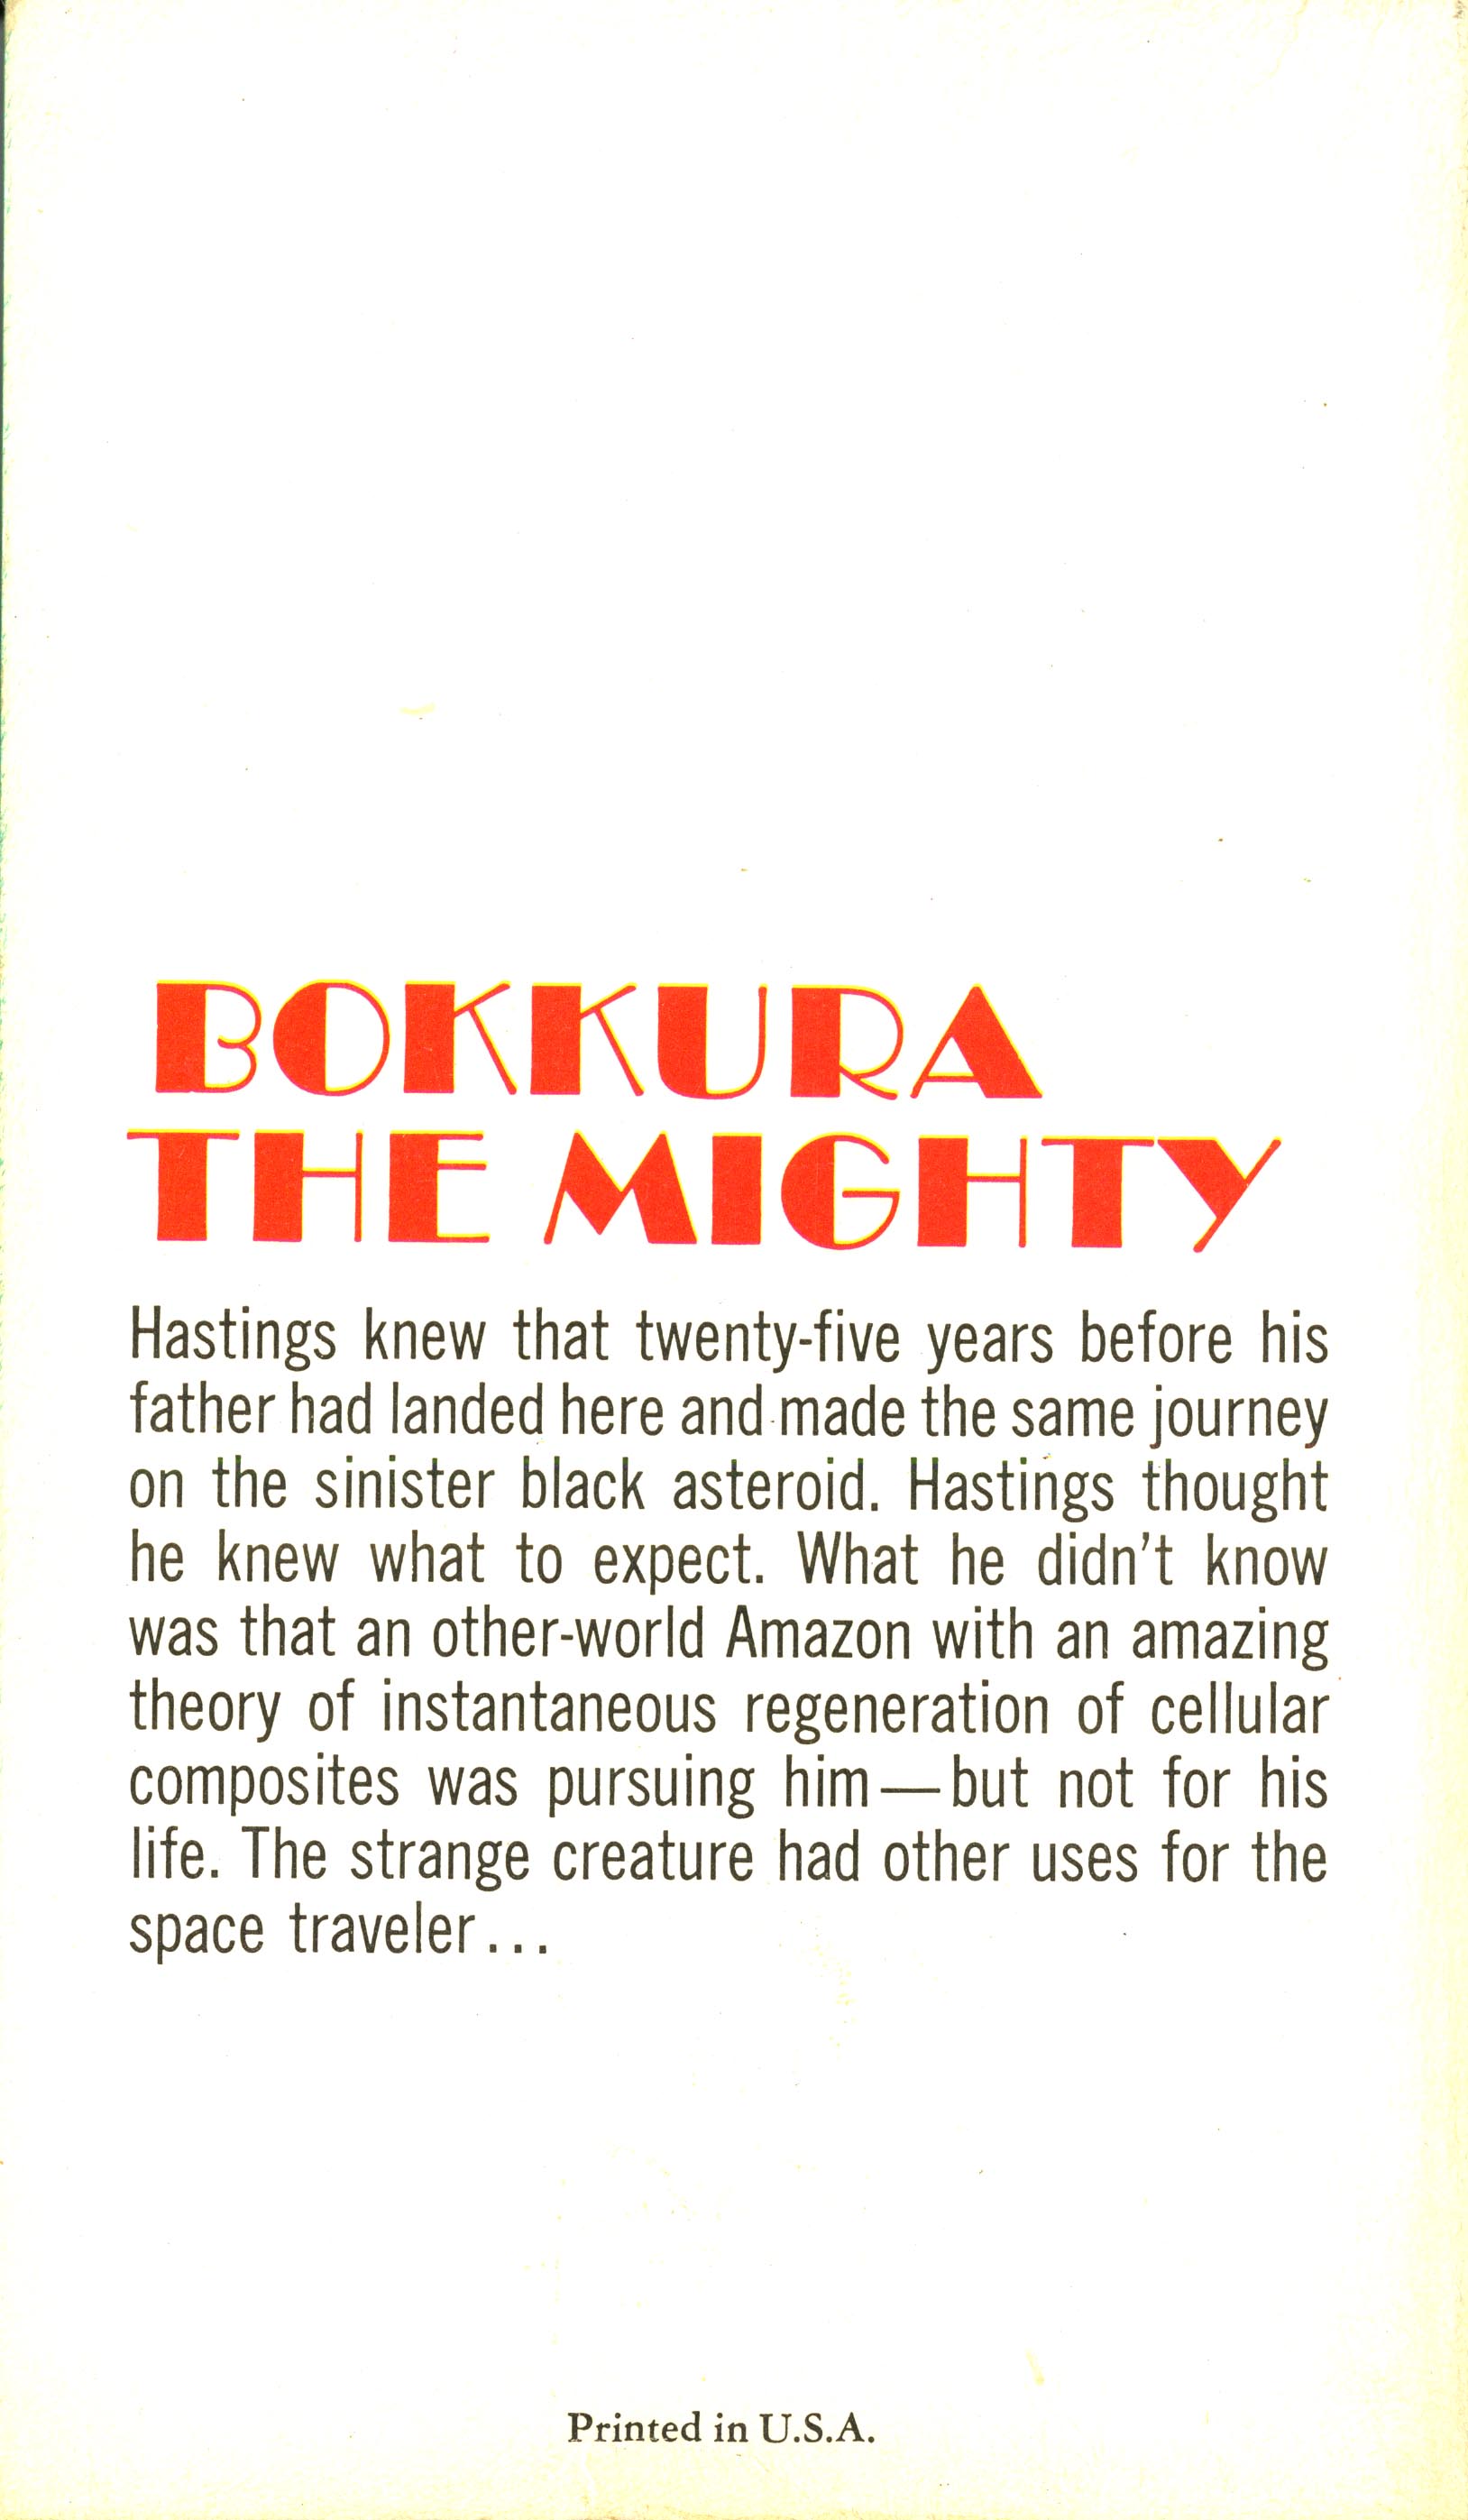 BOKKURA
THE MIGHTY
Hastings knew that twenty-five years before his
father had landed here and made the same journey
on the sinister black asteroid. Hastings thought
he knew what to expect. What he didn't know
was that an other-world Amazon with an amazing
theory of instantaneous regeneration of cellular
composites was pursuing him—but not for his
life. The strange creature had other uses for the
space traveler...
Printed in U.S.A.